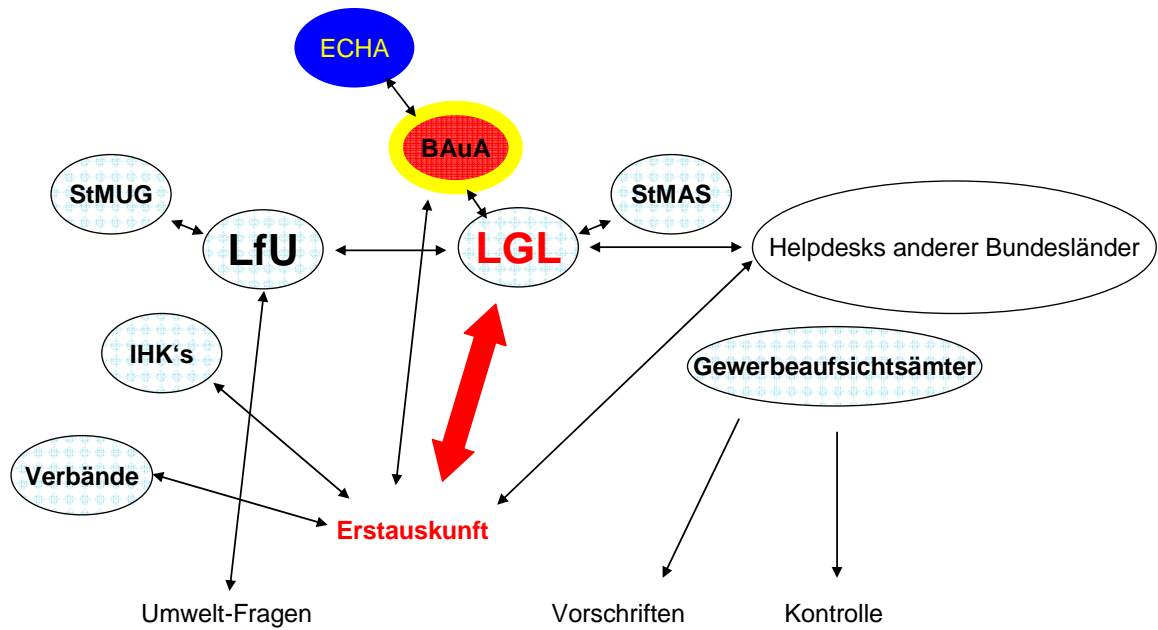 ECHA
BAuA
StMUG
StMAS
LfU
LGL
Helpdesks anderer Bundesländer
IHK‘s
Gewerbeaufsichtsämter
Verbände
Erstauskunft
Umwelt-Fragen
Vorschriften
Kontrolle